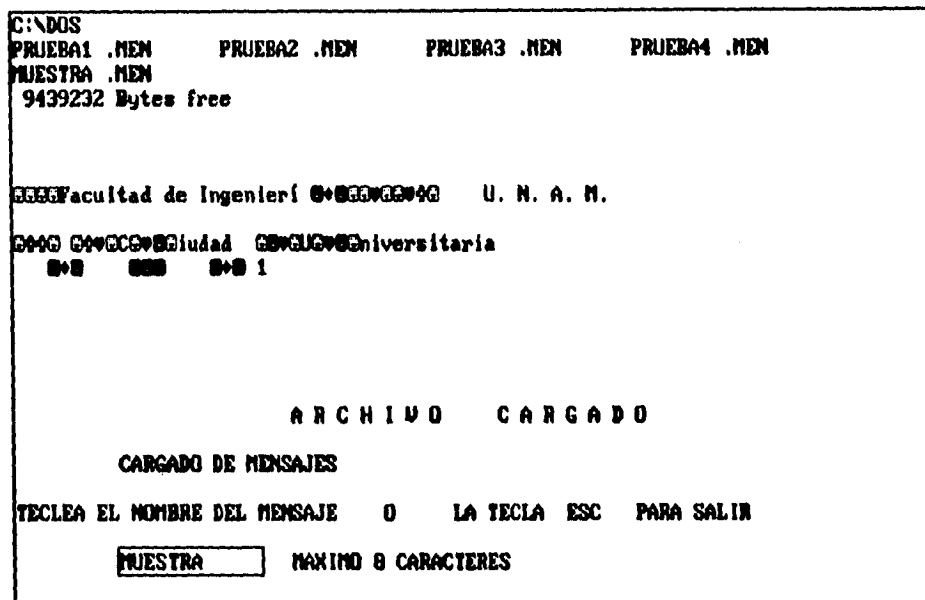 C:\DOS
PRUEBA1 .MEN PRUEBA2 .MEN PRUEBA3 .MEN PRUEBA4 .MEN
MUESTRA .MEN
9439232 Bytes free
Facultad de Ingenierí U. N. A. M.
C iudad U niversitaria
1
A R C H I V O C A R G A D O
CARGADO DE MENSAJES
TECLEA EL NOMBRE DEL MENSAJE O LA TECLA ESC PARA SALIR
MUESTRA MAXIMO 8 CARACTERES